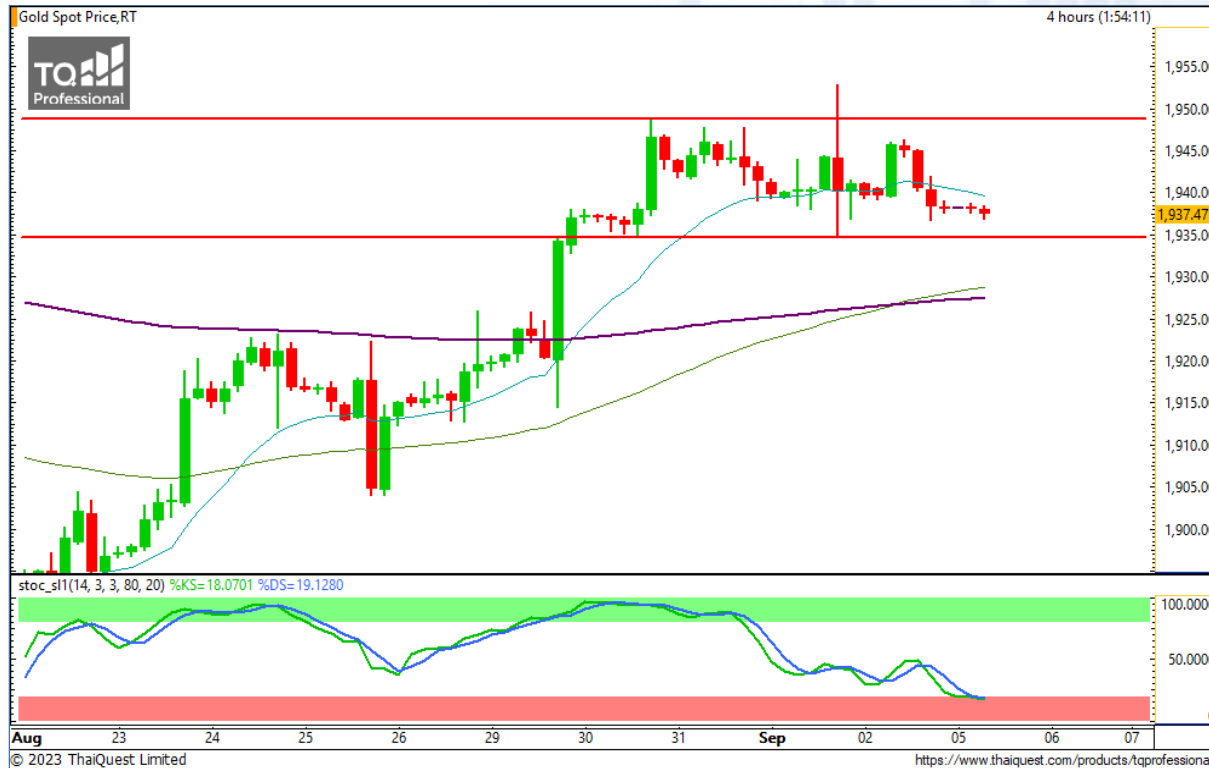 Gold Spot Price,RT
4 hours (1:54:11)
TQ
Professional
1,955.00
1,950.00
1,945.00
1,940.00
1,937.47
1,935.00
1,930.00
1,925.00
1,920.00
1,915.00
1,910.00
1,905.00
1,900.00
stoc_sl1(14, 3, 3, 80, 20) %KS=18.0701 %DS=19.1280
100.0000
50.0000
Aug 23 24 25 26 29 30 31 Sep 02 05 06 07
© 2023 ThaiQuest Limited
https://www.thaiquest.com/products/tqprofessional